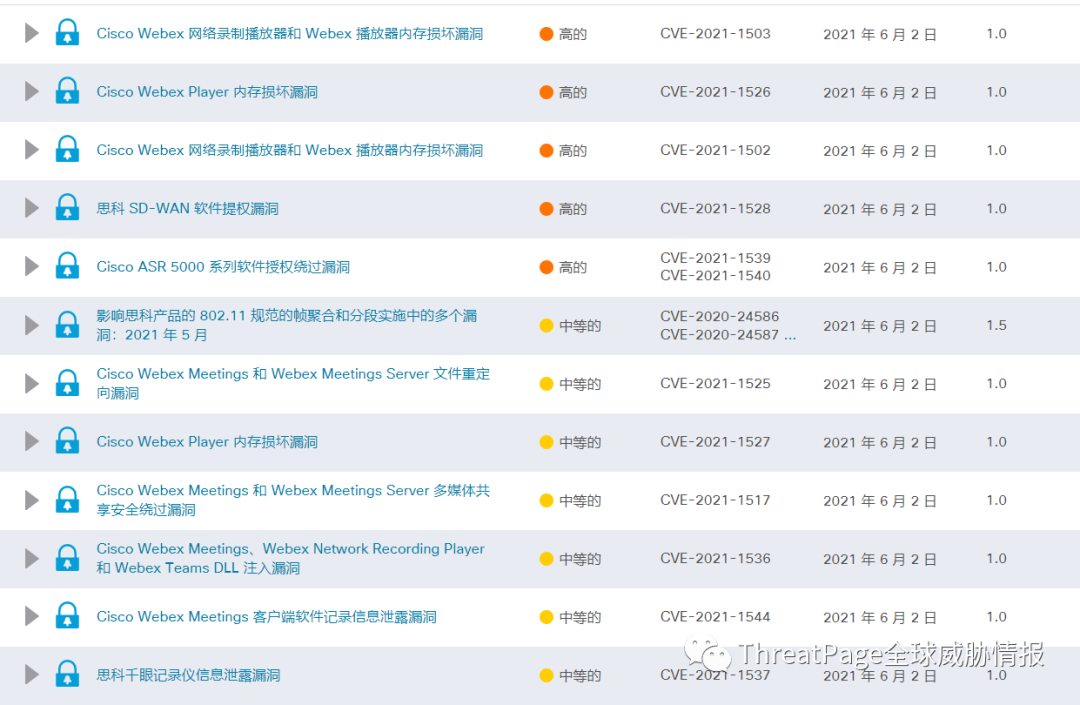 Cisco Webex 网络录制播放器和 Webex 播放器内存损坏漏洞 高的 CVE-2021-1503 2021 年 6 月 2 日 1.0
Cisco Webex Player 内存损坏漏洞 高的 CVE-2021-1526 2021 年 6 月 2 日 1.0
Cisco Webex 网络录制播放器和 Webex 播放器内存损坏漏洞 高的 CVE-2021-1502 2021 年 6 月 2 日 1.0
思科 SD-WAN 软件提权漏洞 高的 CVE-2021-1528 2021 年 6 月 2 日 1.0
Cisco ASR 5000 系列软件授权绕过漏洞 高的 CVE-2021-1539 2021 年 6 月 2 日 1.0
CVE-2021-1540
影响思科产品的 802.11 规范的帧聚合和分段实施中的多个漏 中等的 CVE-2020-24586 2021 年 6 月 2 日 1.5
洞：2021 年 5 月 CVE-2020-24587 ...
Cisco Webex Meetings 和 Webex Meetings Server 文件重定 中等的 CVE-2021-1525 2021 年 6 月 2 日 1.0
向漏洞
Cisco Webex Player 内存损坏漏洞 中等的 CVE-2021-1527 2021 年 6 月 2 日 1.0
Cisco Webex Meetings 和 Webex Meetings Server 多媒体共 中等的 CVE-2021-1517 2021 年 6 月 2 日 1.0
享安全绕过漏洞
Cisco Webex Meetings、Webex Network Recording Player 中等的 CVE-2021-1536 2021 年 6 月 2 日 1.0
和 Webex Teams DLL 注入漏洞
Cisco Webex Meetings 客户端软件记录信息泄露漏洞 中等的 CVE-2021-1544 2021 年 6 月 2 日 1.0
ThreatPage全球威胁情报
思科千眼记录仪信息泄露漏洞 中等的 CVE-2021-1537 2021 年 6 月 2 日 1.0